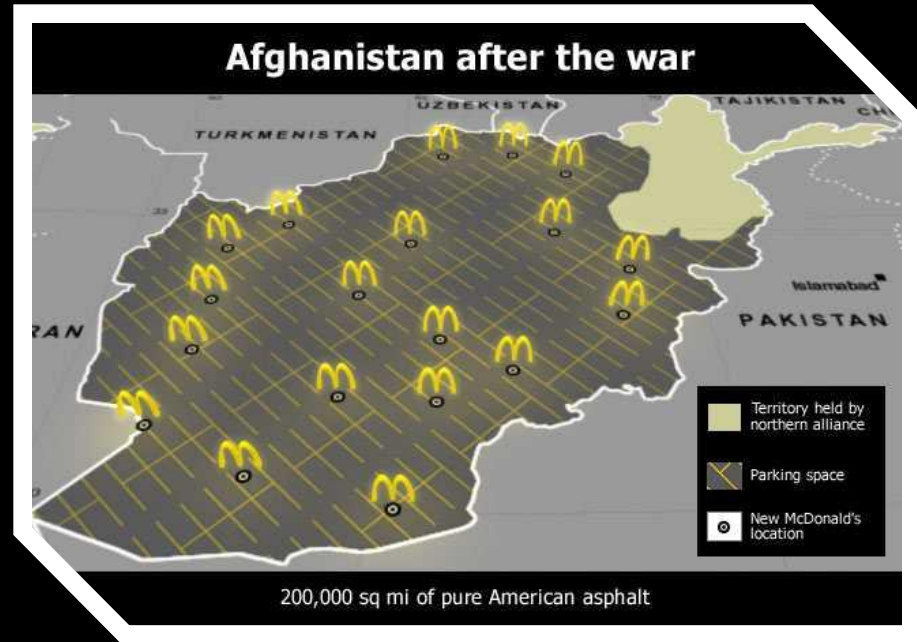 Afghanistan after the war
UZBEKISTAN
TAJIKISTAN
TURKMENISTAN
Islamabad
RAN
PAKISTAN
Territory held by
northern alliance
Parking space
New McDonald's
location
200,000 sq mi of pure American asphalt